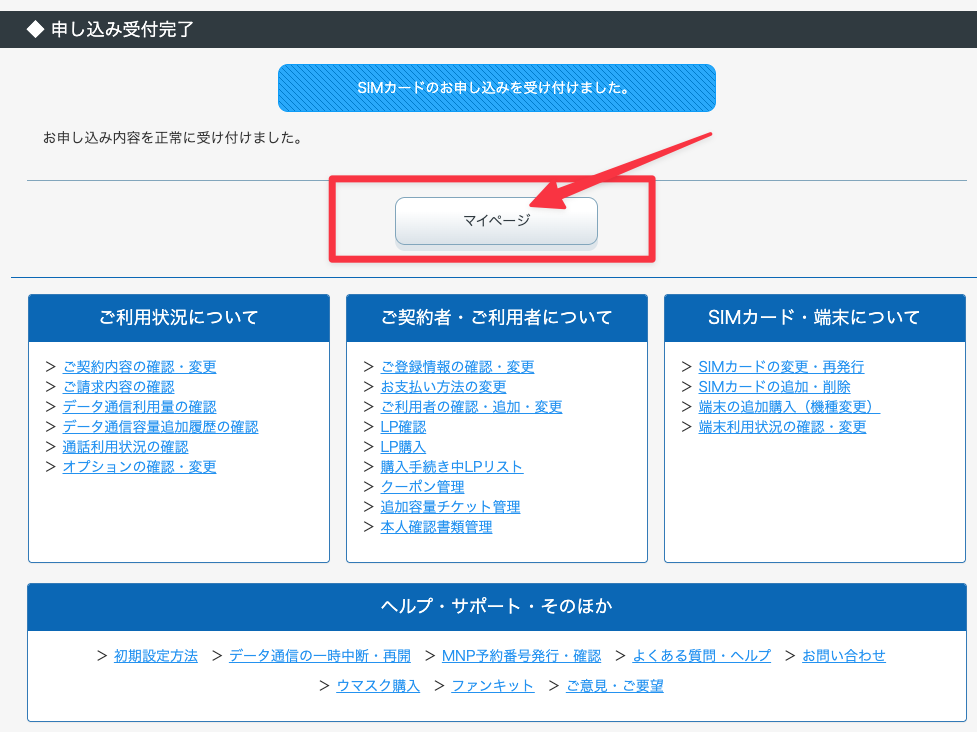 ◆ 申し込み受付完了
SIMカードのお申し込みを受け付けました。
お申し込み内容を正常に受け付けました。
マイページ
ご利用状況について
> ご契約内容の確認・変更
> ご請求内容の確認
> データ通信利用量の確認
> データ通信容量追加履歴の確認
> 通話利用状況の確認
> オプションの確認・変更
ご契約者・ご利用者について
> ご登録情報の確認・変更
> お支払い方法の変更
> ご利用者の確認・追加・変更
> LP確認
> LP購入
> 購入手続き中LPリスト
> クーポン管理
> 追加容量チケット管理
> 本人確認書類管理
SIMカード・端末について
> SIMカードの変更・再発行
> SIMカードの追加・削除
> 端末の追加購入（機種変更）
> 端末利用状況の確認・変更
ヘルプ・サポート・そのほか
> 初期設定方法 > データ通信の一時中断・再開 > MNP予約番号発行・確認 > よくある質問・ヘルプ > お問い合わせ
> ウマスク購入 > ファンキット > ご意見・ご要望